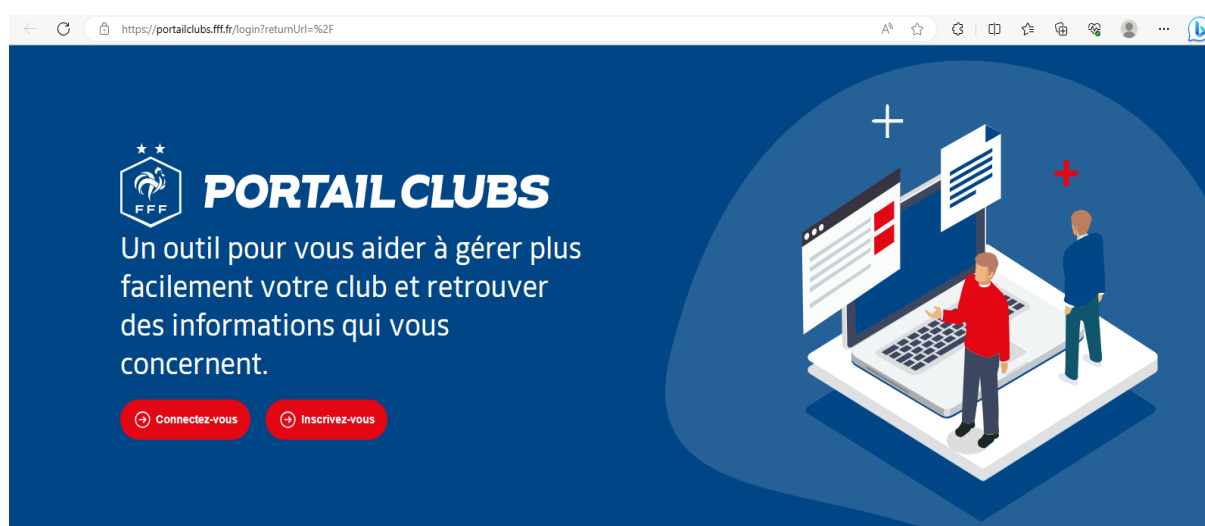 https://portailclubs.fff.fr/login?returnUrl=%2F
FFF
PORTAIL CLUBS
Un outil pour vous aider à gérer plus
facilement votre club et retrouver
des informations qui vous
concernent.
Connectez-vous
Inscrivez-vous